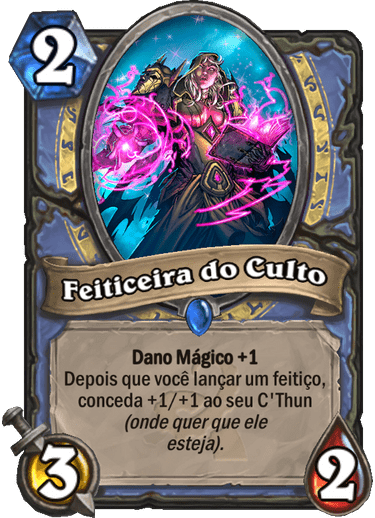 2
Feiticeira do Culto
Dano Mágico +1
Depois que você lançar um feitiço,
conceda +1/+1 ao seu C'Thun
(onde quer que ele
esteja).
3
2